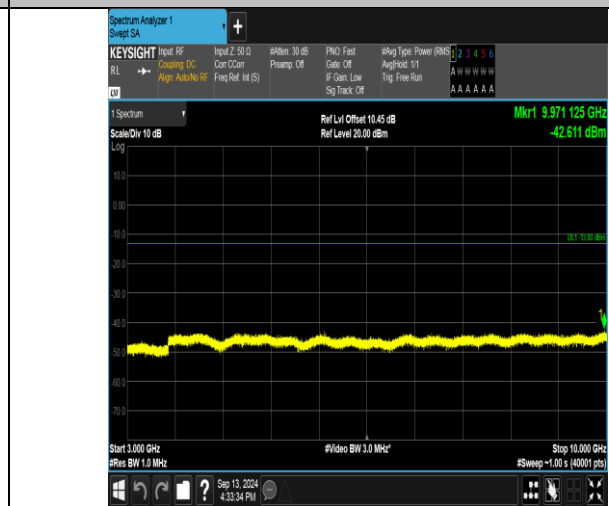 Spectrum Analyzer 1
Swept SA
+
KEYSIGHT Input: RF Input Z: 50 Ω #Atten: 30 dB PNO: Fast #Avg Type: Power (RMS 1 2 3 4 5 6
RL Coupling: DC Corr CCorr Preamp: Off Gate: Off Avg|Hold: 1/1 A W W W W W
Align: Auto/No RF Freq Ref: Int (S) IF Gain: Low Trig: Free Run
LXI Sig Track: Off A A A A A A
1 Spectrum Ref Lvl Offset 10.45 dB Mkr1 9.971 125 GHz
Scale/Div 10 dB Ref Level 20.00 dBm -42.611 dBm
Log
10.0
0.00
-10.0
DL1 -13.00 dBm
-20.0
-30.0
-40.0
1
-50.0
-60.0
-70.0
Start 3.000 GHz #Video BW 3.0 MHz* Stop 10.000 GHz
#Res BW 1.0 MHz #Sweep ~1.00 s (40001 pts)
? Sep 13, 2024
4:33:34 PM